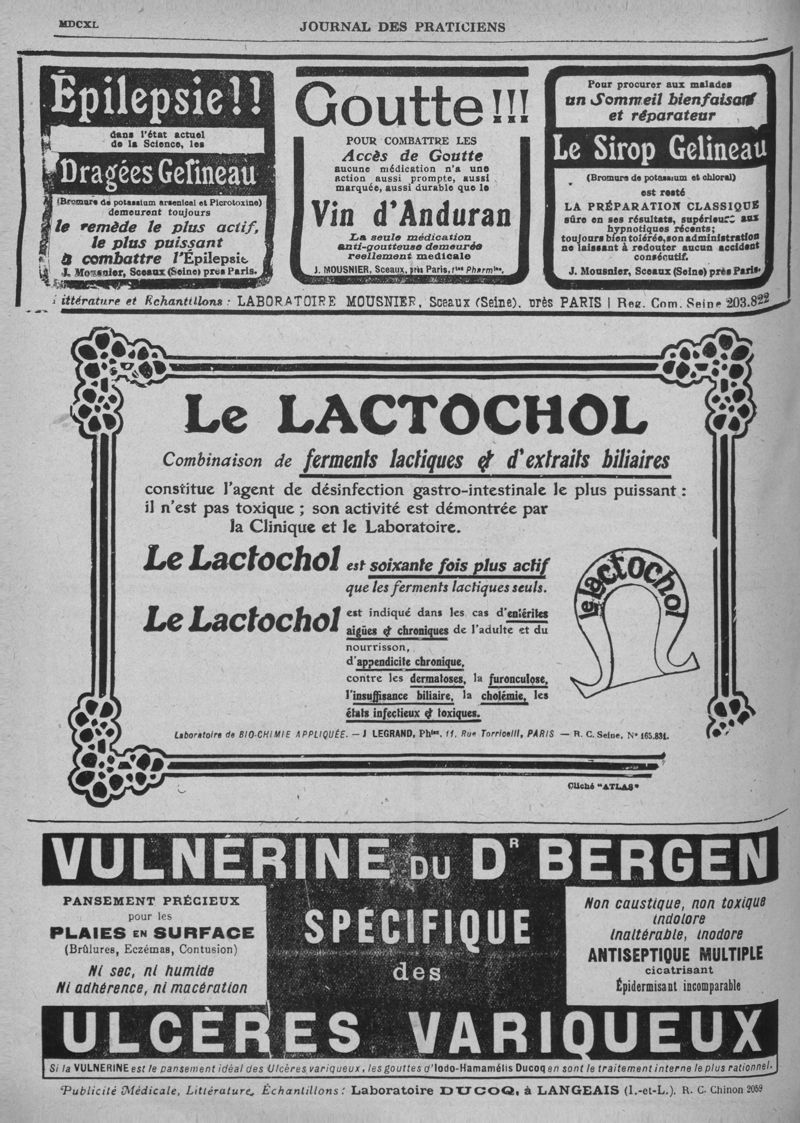 MDCXL
JOURNAL DES PRATICIENS
Épilepsie!!
dans l'état actuel
de la Science, les
Dragées Gelineau
(Bromure de potassium arsenical et Picrotoxine)
demeurent toujours
le remède le plus actif,
le plus puissant
à combattre l'Épilepsie
J. Mousnier, Sceaux (Seine) près Paris.
Goutte!!!
POUR COMBATTRE LES
Accès de Goutte
aucune médication n'a une
action aussi prompte, aussi
marquée, aussi durable que le
Vin d'Anduran
La seule médication
anti-goutteuse demeurée
reellement medicale
J. MOUSNIER, Sceaux, près Paris, 1res Pharmies.
Pour procurer aux malades
un Sommeil bienfaisant
et réparateur
Le Sirop Gelineau
(Bromure de potassium et chloral)
est resté
LA PRÉPARATION CLASSIQUE
sûre en ses résultats, supérieure aux
hypnotiques récents;
toujours bien tolérée, son administration
ne laissant à redouter aucun accident
consécutif.
J. Mousnier, Sceaux (Seine) près Paris.
Littérature et Echantillons : LABORATOIRE MOUSNIER, Sceaux (Seine). près PARIS | Reg. Com. Seine 203.822
Le LACTOCHOL
Combinaison de ferments lactiques & d'extraits biliaires
constitue l'agent de désinfection gastro-intestinale le plus puissant :
il n'est pas toxique ; son activité est démontrée par
la Clinique et le Laboratoire.
Le Lactochol est soixante fois plus actif
que les ferments lactiques seuls.
Le Lactochol est indiqué dans les cas d'entérites
aigües & chroniques de l'adulte et du
nourrisson,
d'appendicite chronique,
contre les dermatoses, la furonculose,
l'insuffisance biliaire, la cholémie, les
états infectieux & toxiques.
le lactochol
Laboratoire de BIO-CHIMIE APPLIQUÉE. — J LEGRAND, Phien, 11, Rue Torricelli, PARIS — R. C. Seine, N° 165.831.
Cliché "ATLAS"
VULNÉRINE DU DR BERGEN
PANSEMENT PRÉCIEUX
pour les
PLAIES EN SURFACE
(Brûlures, Eczémas, Contusion)
Ni sec, ni humide
Ni adhérence, ni macération
SPÉCIFIQUE
des
Non caustique, non toxique
indolore
Inaltérable, inodore
ANTISEPTIQUE MULTIPLE
cicatrisant
Épidermisant incomparable
ULCÈRES VARIQUEUX
Si la VULNERINE est le pansement idéal des Ulcères variqueux, les gouttes d'Iodo-Hamamélis Ducoq en sont le traitement interne le plus rationnel.
Publicité Médicale, Littérature, Échantillons : Laboratoire DUCOQ, à LANGEAIS (I.-et-L.). R. C. Chinon 2059